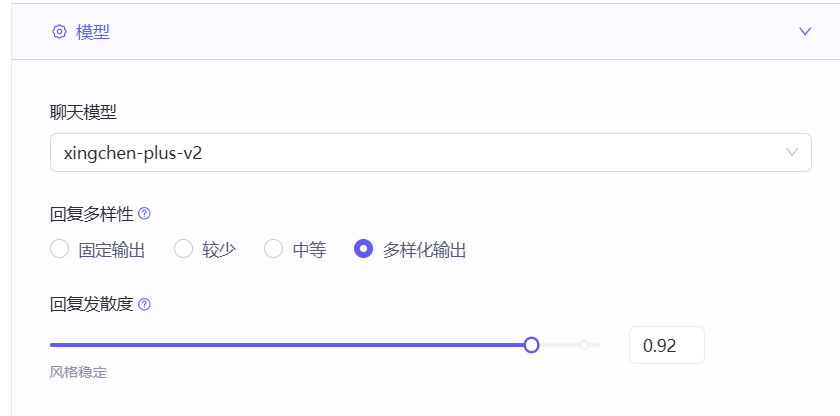 模型
聊天模型
xingchen-plus-v2
回复多样性
固定输出 较少 中等 多样化输出
回复发散度
0.92
风格稳定